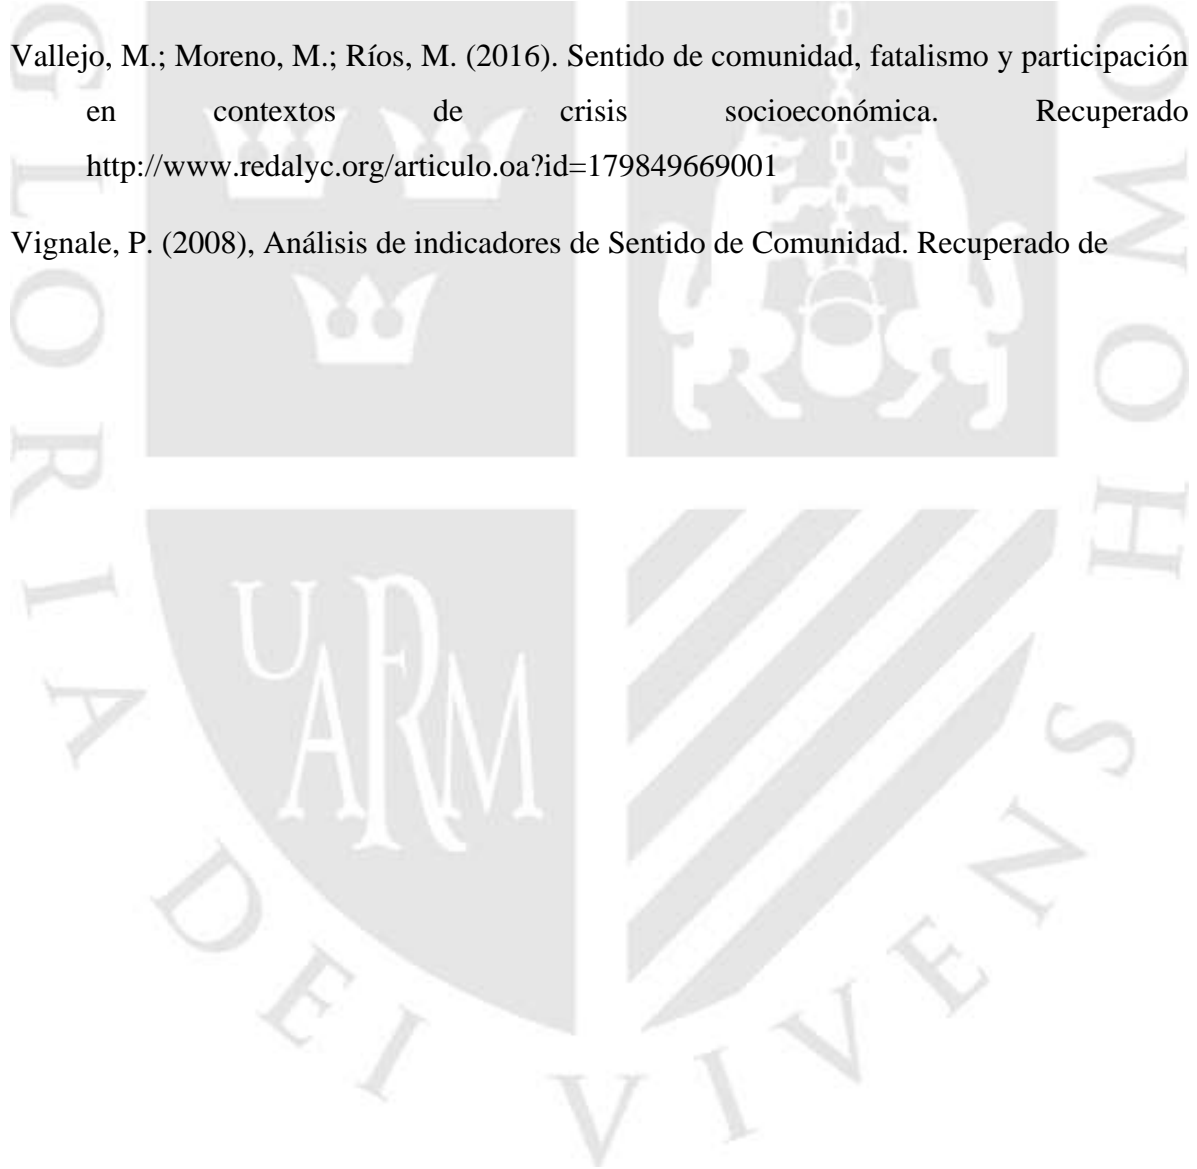 Vallejo, M.; Moreno, M.; Ríos, M. (2016). Sentido de comunidad, fatalismo y participación
en contextos de crisis socioeconómica. Recuperado
http://www.redalyc.org/articulo.oa?id=179849669001
Vignale, P. (2008), Análisis de indicadores de Sentido de Comunidad. Recuperado de
GLORIA DEI VIVENS HOMO
UARM